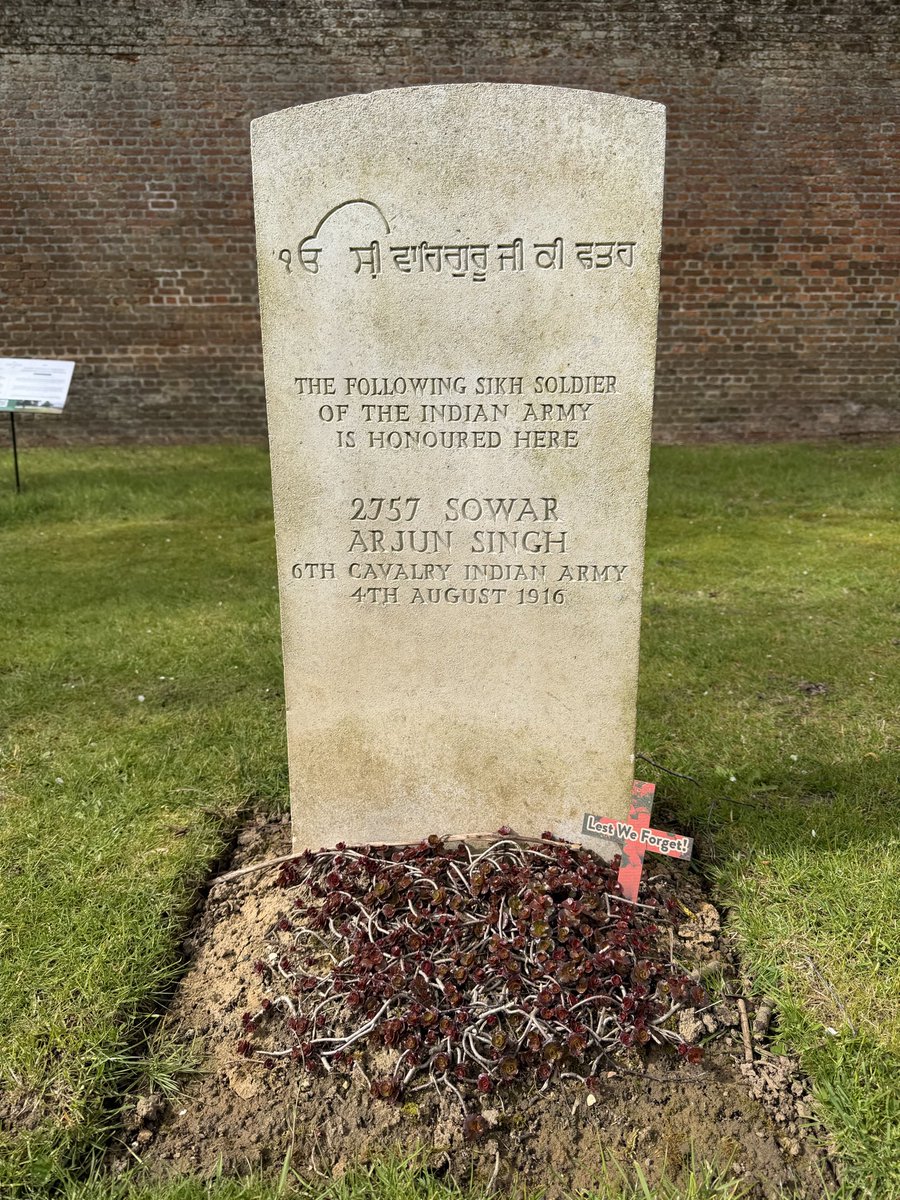 ੴ ਸ੍ਰੀ ਵਾਹਿਗੁਰੂ ਜੀ ਕੀ ਫਤਹ
THE FOLLOWING SIKH SOLDIER
OF THE INDIAN ARMY
IS HONOURED HERE
2757 SOWAR
ARJUN SINGH
6TH CAVALRY INDIAN ARMY
4TH AUGUST 1916
Lest We Forget!